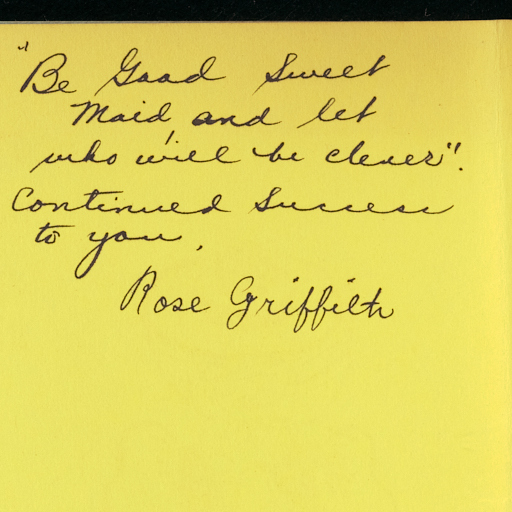 "Be Good Sweet
Maid, and let
who will be clever".
Continued Success
to you.
Rose Griffith